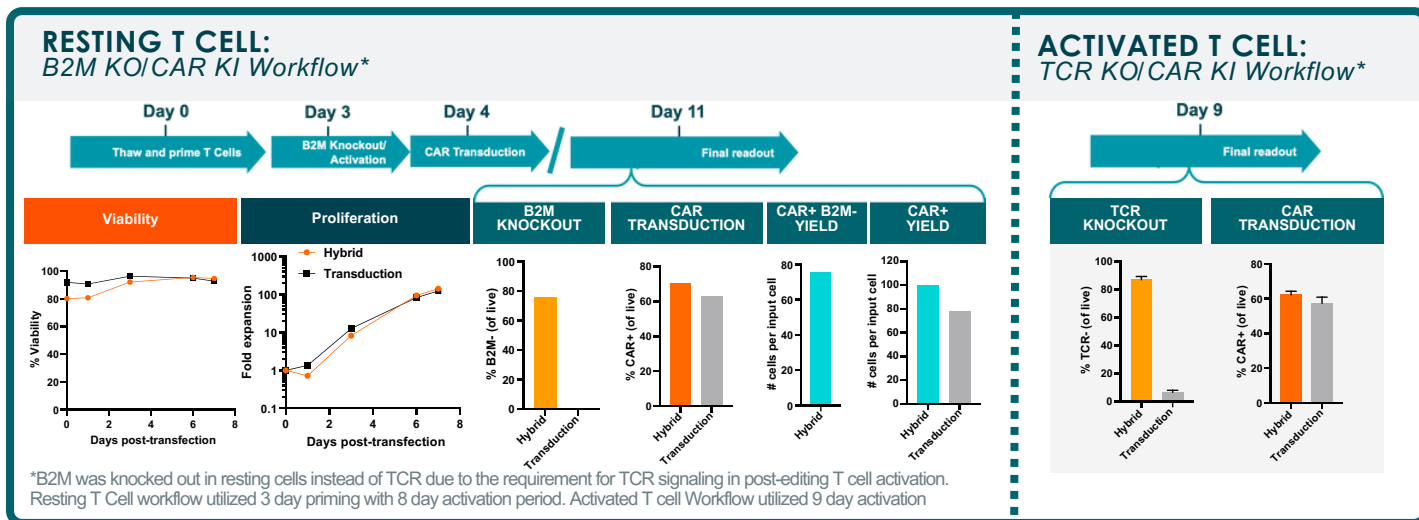 RESTING T CELL:
B2M KO/CAR KI Workflow*
Day 0
Day 3
Day 4
Day 11
Thaw and prime T Cells
B2M Knockout/
Activation
CAR Transduction
Final readout
Viability
Proliferation
B2M
KNOCKOUT
CAR
TRANSDUCTION
CAR+ B2M-
YIELD
CAR+
YIELD
% Viability
100
80
60
40
20
0
0
2
4
6
8
Days post-transfection
Hybrid
Transduction
Fold expansion
1000
100
10
1
0.1
0
2
4
6
8
Days post-transfection
% B2M- (of live)
100
80
60
40
20
0
Hybrid
Transduction
% CAR+ (of live)
80
60
40
20
0
Hybrid
Transduction
# cells per input cell
80
60
40
20
0
Hybrid
# cells per input cell
120
100
80
60
40
20
0
Hybrid
Transduction
*B2M was knocked out in resting cells instead of TCR due to the requirement for TCR signaling in post-editing T cell activation.
Resting T Cell workflow utilized 3 day priming with 8 day activation period. Activated T cell Workflow utilized 9 day activation
ACTIVATED T CELL:
TCR KO/CAR KI Workflow*
Day 9
Final readout
TCR
KNOCKOUT
CAR
TRANSDUCTION
% TCR- (of live)
100
80
60
40
20
0
Hybrid
Transduction
% CAR+ (of live)
80
60
40
20
0
Hybrid
Transduction